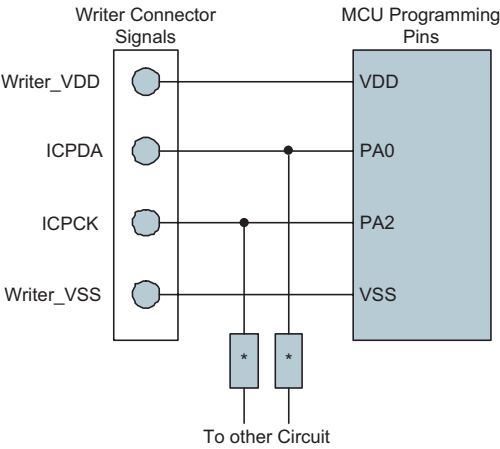 Writer Connector
Signals
MCU Programming
Pins
Writer_VDD
VDD
ICPDA
PA0
ICPCK
PA2
Writer_VSS
VSS
* *
To other Circuit